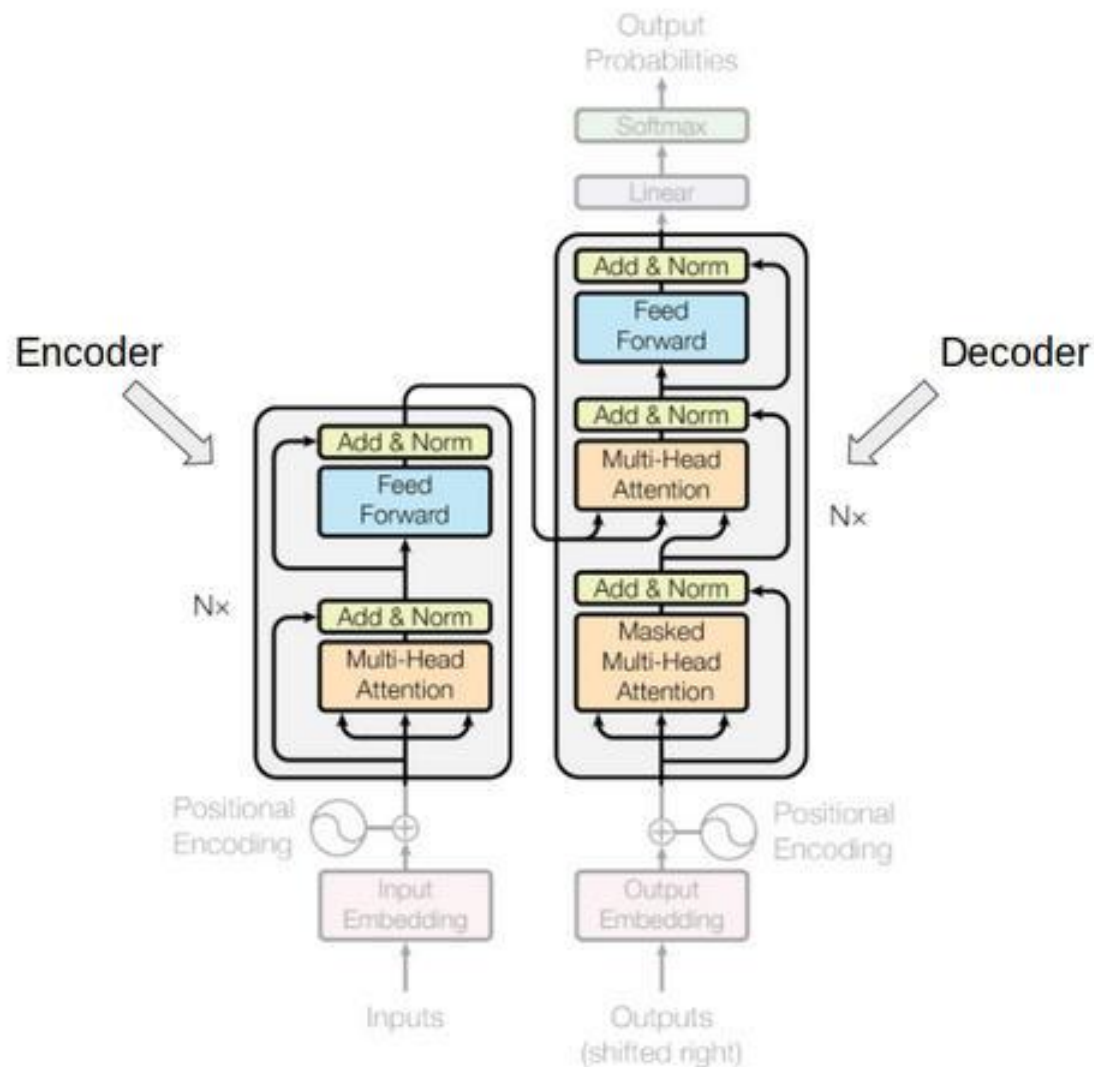 Output
Probabilities
Softmax
Linear
Add & Norm
Feed
Forward
Add & Norm
Multi-Head
Attention
Add & Norm
Masked
Multi-Head
Attention
Nx
Decoder
Encoder
Add & Norm
Feed
Forward
Add & Norm
Multi-Head
Attention
Nx
Positional
Encoding
Input
Embedding
Inputs
Positional
Encoding
Output
Embedding
Outputs
(shifted right)